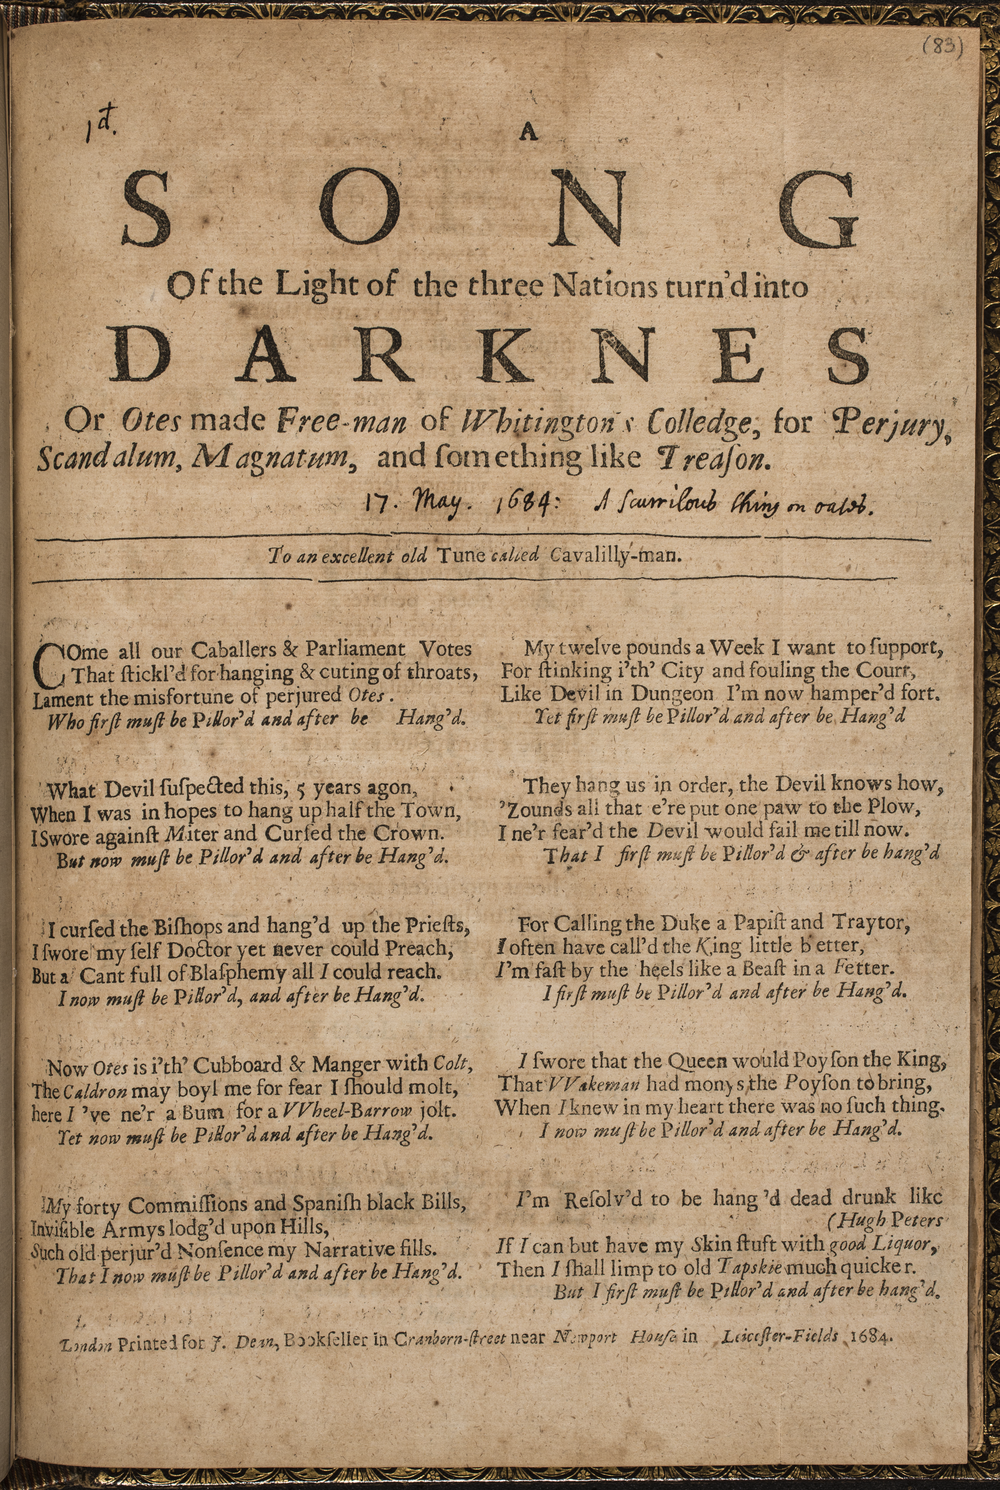 (83)
1d.
A
SONG
Of the Light of the three Nations turn'd into
DARKNES
Or Otes made Free-man of Whitington's Colledge, for Perjury,
Scandalum, Magnatum, and ſomething like Treaſon.
17. May. 1684: A ſcurrilous thing on oates.
To an excellent old Tune called Cavalilly-man.
COme all our Caballers & Parliament Votes
That ſtickl'd for hanging & cuting of throats,
Lament the misfortune of perjured Otes.
Who firſt muſt be Pillor'd and after be Hang'd.
What Devil ſuſpected this, 5 years agon,
When I was in hopes to hang up half the Town,
I Swore againſt Miter and Curſed the Crown.
But now muſt be Pillor'd and after be Hang'd.
I curſed the Biſhops and hang'd up the Prieſts,
I ſwore my ſelf Doctor yet never could Preach,
But a Cant full of Blaſphemy all I could reach.
I now muſt be Pillor'd, and after be Hang'd.
Now Otes is i'th' Cubboard & Manger with Colt,
The Caldron may boyl me for fear I ſhould molt,
here I 've ne'r a Bum for a VVheel-Barrow jolt.
Yet now muſt be Pillor'd and after be Hang'd.
My forty Commiſſions and Spaniſh black Bills,
Inviſible Armys lodg'd upon Hills,
Such old perjur'd Nonſence my Narrative fills.
That I now muſt be Pillor'd and after be Hang'd.
My twelve pounds a Week I want to ſupport,
For ſtinking i'th' City and fouling the Court,
Like Devil in Dungeon I'm now hamper'd fort.
Yet firſt muſt be Pillor'd and after be Hang'd
They hang us in order, the Devil knows how,
'Zounds all that e're put one paw to the Plow,
I ne'r fear'd the Devil would fail me till now.
That I firſt muſt be Pillor'd & after be hang'd
For Calling the Duke a Papiſt and Traytor,
I often have call'd the King little b etter,
I'm faſt by the heels like a Beaſt in a Fetter.
I firſt muſt be Pillor'd and after be Hang'd.
I ſwore that the Queen would Poyſon the King,
That VVakeman had monys, the Poyſon to bring,
When I knew in my heart there was no ſuch thing.
I now muſt be Pillor'd and after be Hang'd.
I'm Reſolv'd to be hang'd dead drunk like
(Hugh Peters
If I can but have my Skin ſtuft with good Liquor,
Then I ſhall limp to old Tapskie much quicker.
But I firſt muſt be Pillor'd and after be hang'd.
London Printed for J. Dean, Bookſeller in Cranborn-ſtreet near Newport Houſe in Leiceſter-Fields 1684.